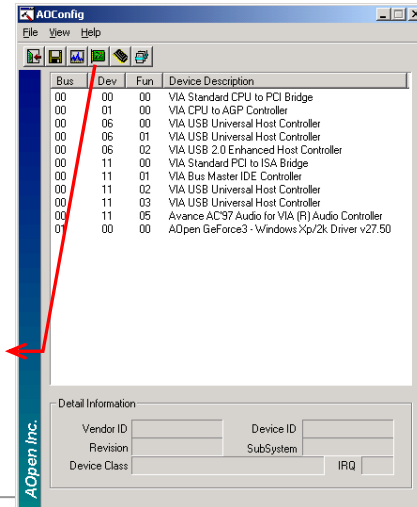 AOConfig
File View Help
Bus Dev Fun Device Description
00 00 00 VIA Standard CPU to PCI Bridge
00 01 00 VIA CPU to AGP Controller
00 06 00 VIA USB Universal Host Controller
00 06 01 VIA USB Universal Host Controller
00 06 02 VIA USB 2.0 Enhanced Host Controller
00 11 00 VIA Standard PCI to ISA Bridge
00 11 01 VIA Bus Master IDE Controller
00 11 02 VIA USB Universal Host Controller
00 11 03 VIA USB Universal Host Controller
00 11 05 Avance AC'97 Audio for VIA (R) Audio Controller
01 00 00 AOpen GeForce3 - Windows Xp/2k Driver v27.50
Detail Information
Vendor ID Device ID
Revision SubSystem
Device Class IRQ
AOpen Inc.